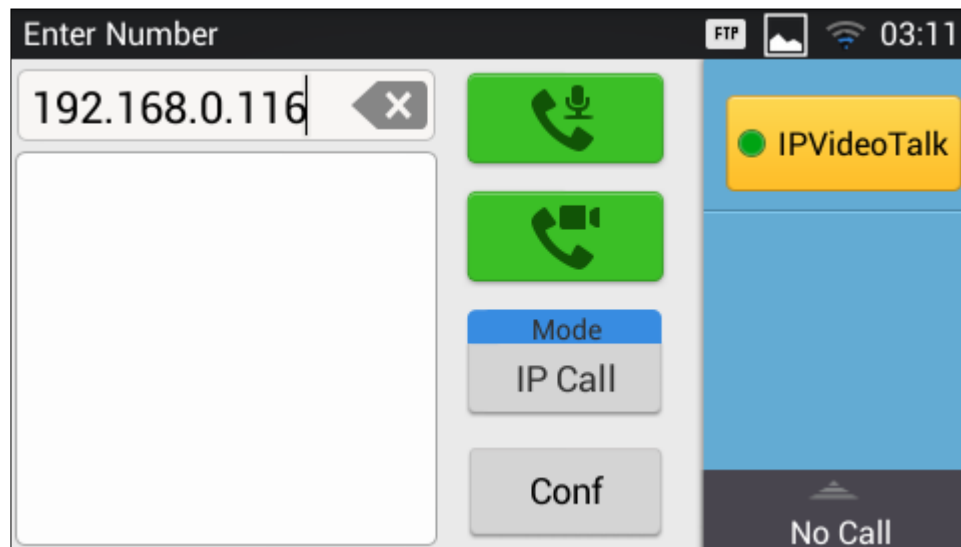 Enter Number
FTP
03:11
192.168.0.116
IPVideoTalk
Mode
IP Call
Conf
No Call